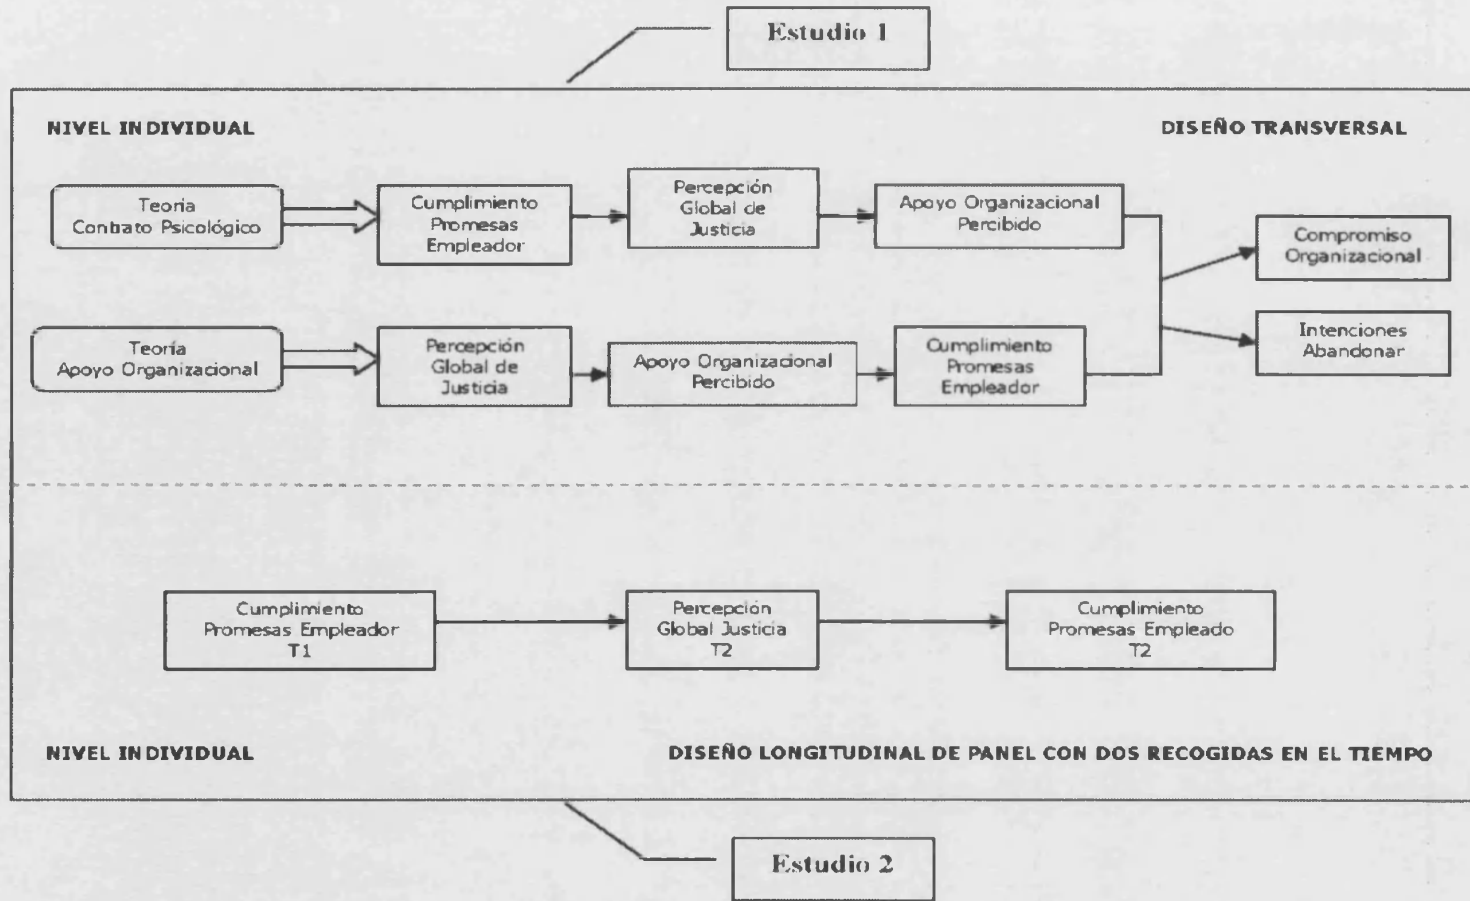 Estudio 1
NIVEL INDIVIDUAL
DISEÑO TRANSVERSAL
Teoría
Contrato Psicológico
Cumplimiento
Promesas
Empleador
Percepción
Global de
Justicia
Apoyo Organizacional
Percibido
Compromiso
Organizacional
Teoría
Apoyo Organizacional
Percepción
Global de
Justicia
Apoyo Organizacional
Percibido
Cumplimiento
Promesas
Empleador
Intenciones
Abandonar
Cumplimiento
Promesas Empleador
T1
Percepción
Global Justicia
T2
Cumplimiento
Promesas Empleado
T2
NIVEL INDIVIDUAL
DISEÑO LONGITUDINAL DE PANEL CON DOS RECOGIDAS EN EL TIEMPO
Estudio 2